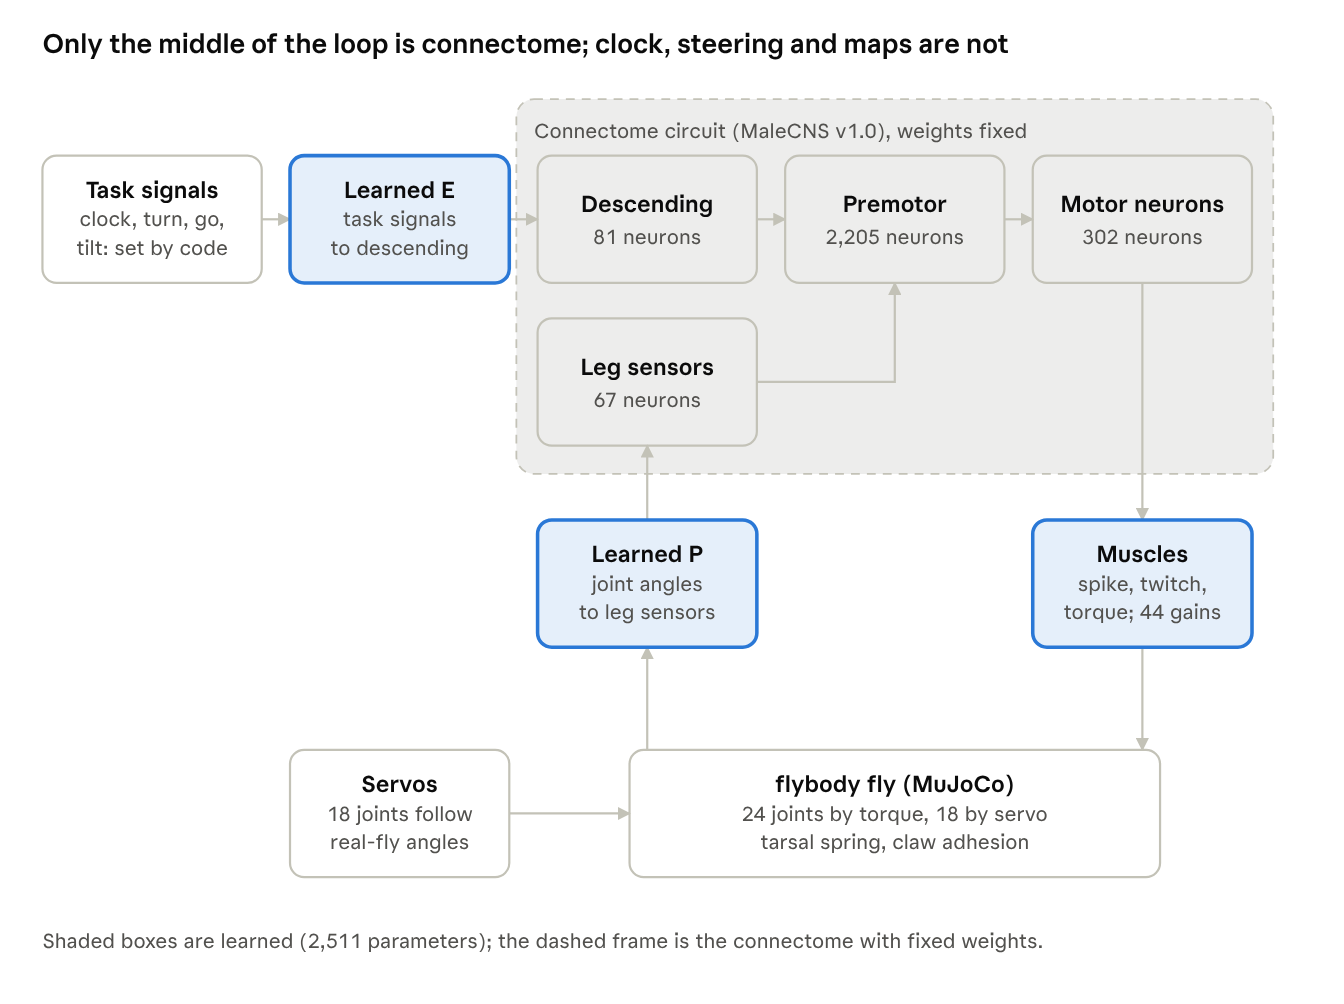 Only the middle of the loop is connectome; clock, steering and maps are not
Connectome circuit (MaleCNS v1.0), weights fixed
Task signals
clock, turn, go,
tilt: set by code
Learned E
task signals
to descending
Descending
81 neurons
Premotor
2,205 neurons
Motor neurons
302 neurons
Leg sensors
67 neurons
Learned P
joint angles
to leg sensors
Muscles
spike, twitch,
torque; 44 gains
Servos
18 joints follow
real-fly angles
flybody fly (MuJoCo)
24 joints by torque, 18 by servo
tarsal spring, claw adhesion
Shaded boxes are learned (2,511 parameters); the dashed frame is the connectome with fixed weights.